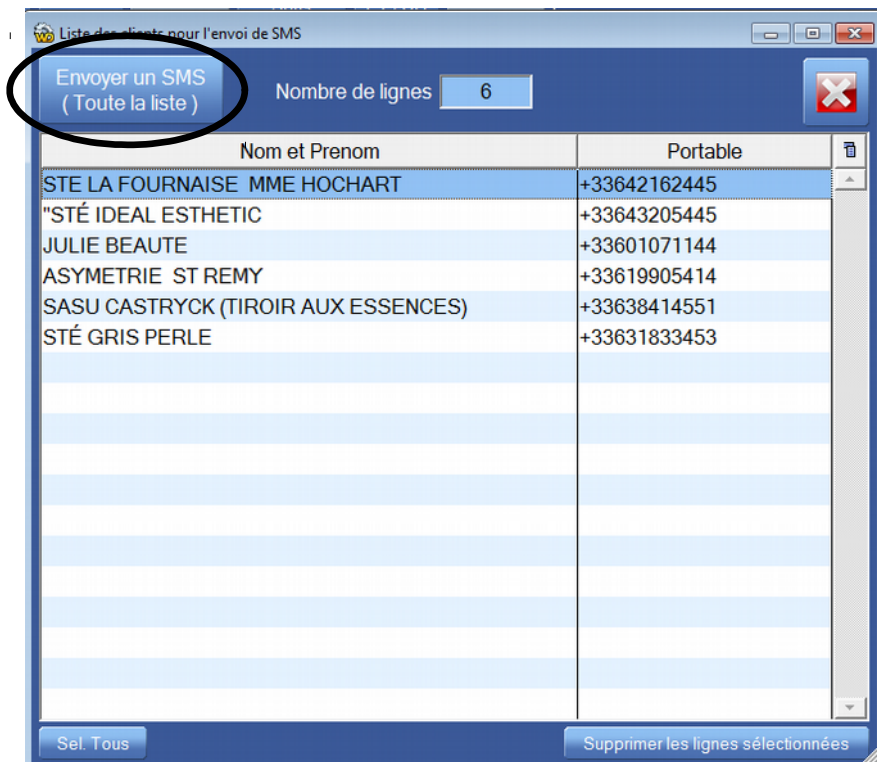 Liste des clients pour l'envoi de SMS
Envoyer un SMS
( Toute la liste )
Nombre de lignes 6
Nom et Prenom Portable
STE LA FOURNAISE MME HOCHART +33642162445
"STÉ IDEAL ESTHETIC +33643205445
JULIE BEAUTE +33601071144
ASYMETRIE ST REMY +33619905414
SASU CASTRYCK (TIROIR AUX ESSENCES) +33638414551
STÉ GRIS PERLE +33631833453
Sel. Tous Supprimer les lignes sélectionnées